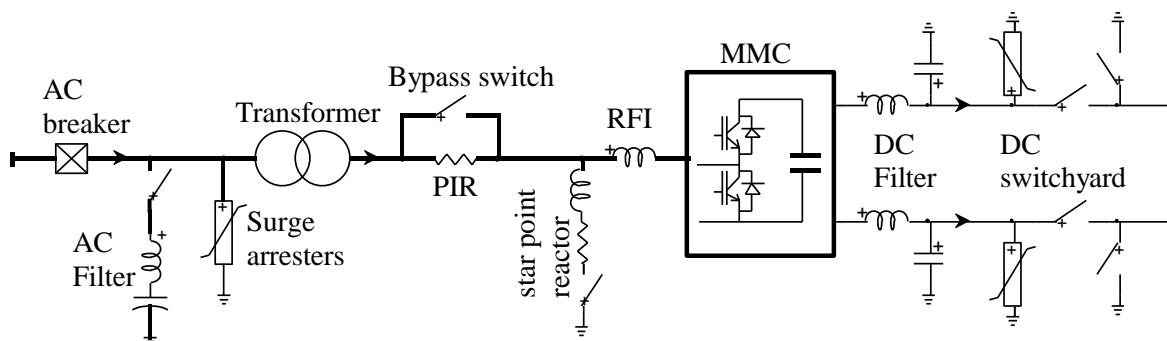 AC
breaker
Transformer
Bypass switch
PIR
RFI
MMC
AC
Filter
Surge
arresters
star point
reactor
DC
Filter
DC
switchyard